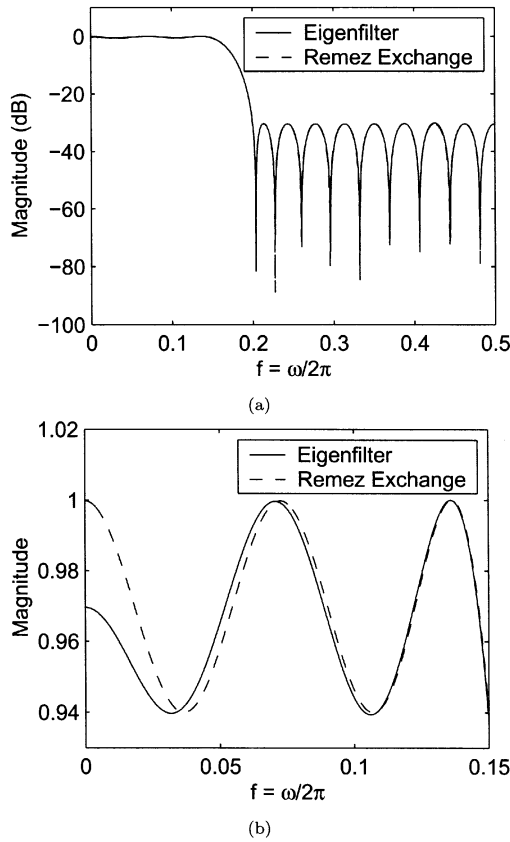 Eigenfilter
Remez Exchange
Magnitude (dB)
0
−20
−40
−60
−80
−100
0 0.1 0.2 0.3 0.4 0.5
f = ω/2π
(a)
Eigenfilter
Remez Exchange
Magnitude
1.02
1
0.98
0.96
0.94
0 0.05 0.1 0.15
f = ω/2π
(b)